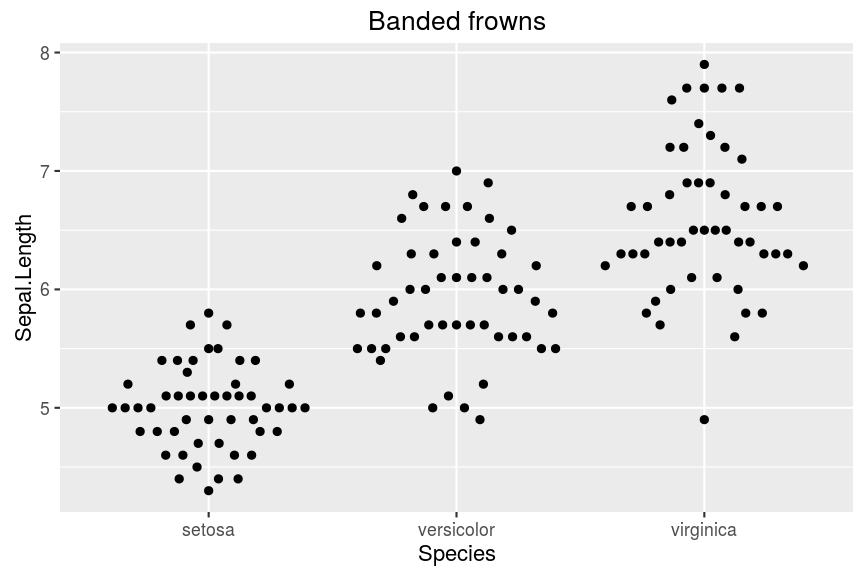 Banded frowns
8
7
6
5
Sepal.Length
setosa
versicolor
virginica
Species